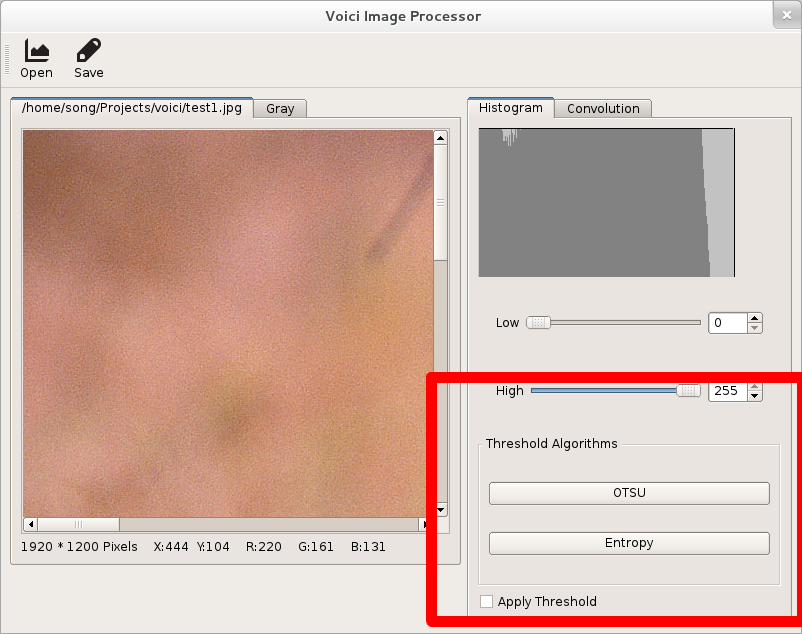 Voici Image Processor
Open Save
/home/song/Projects/voici/test1.jpg Gray
Histogram Convolution
Low 0
High 255
Threshold Algorithms
OTSU
Entropy
1920 * 1200 Pixels X:444 Y:104 R:220 G:161 B:131
Apply Threshold